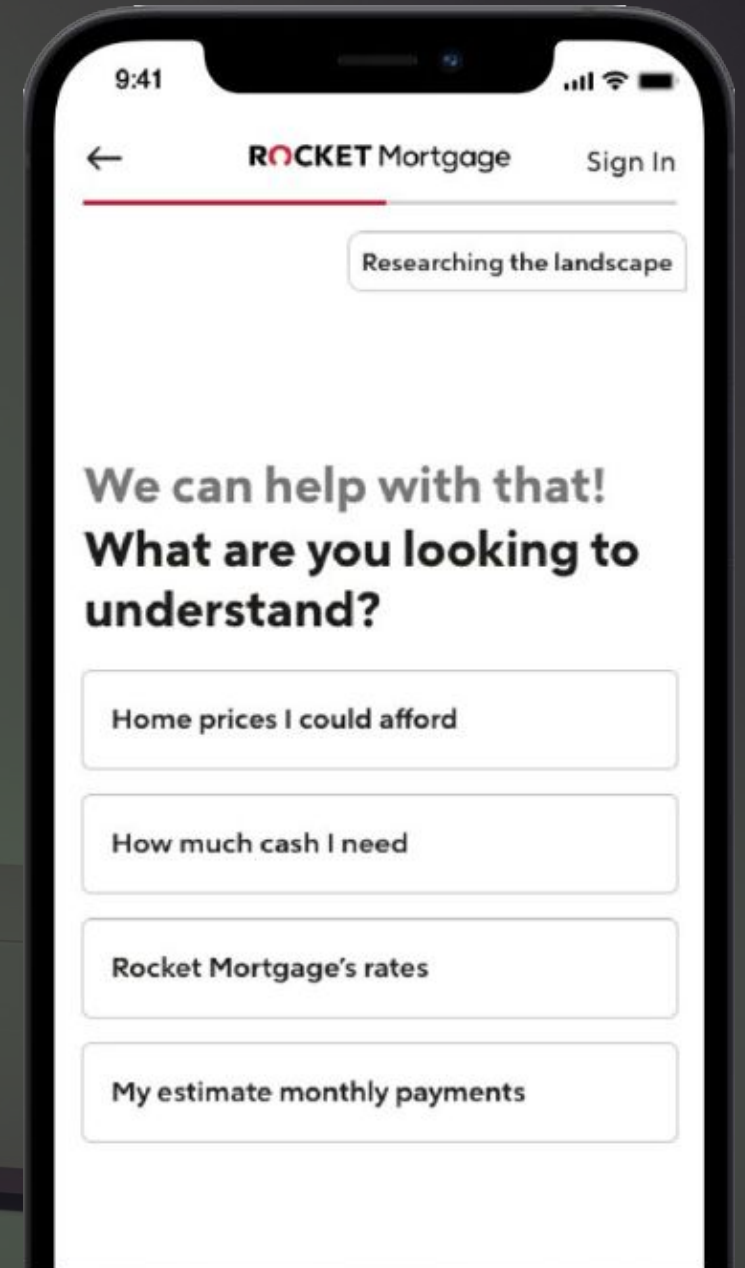 9:41
ROCKET Mortgage
Sign In
Researching the landscape
We can help with that!
What are you looking to
understand?
Home prices I could afford
How much cash I need
Rocket Mortgage's rates
My estimate monthly payments